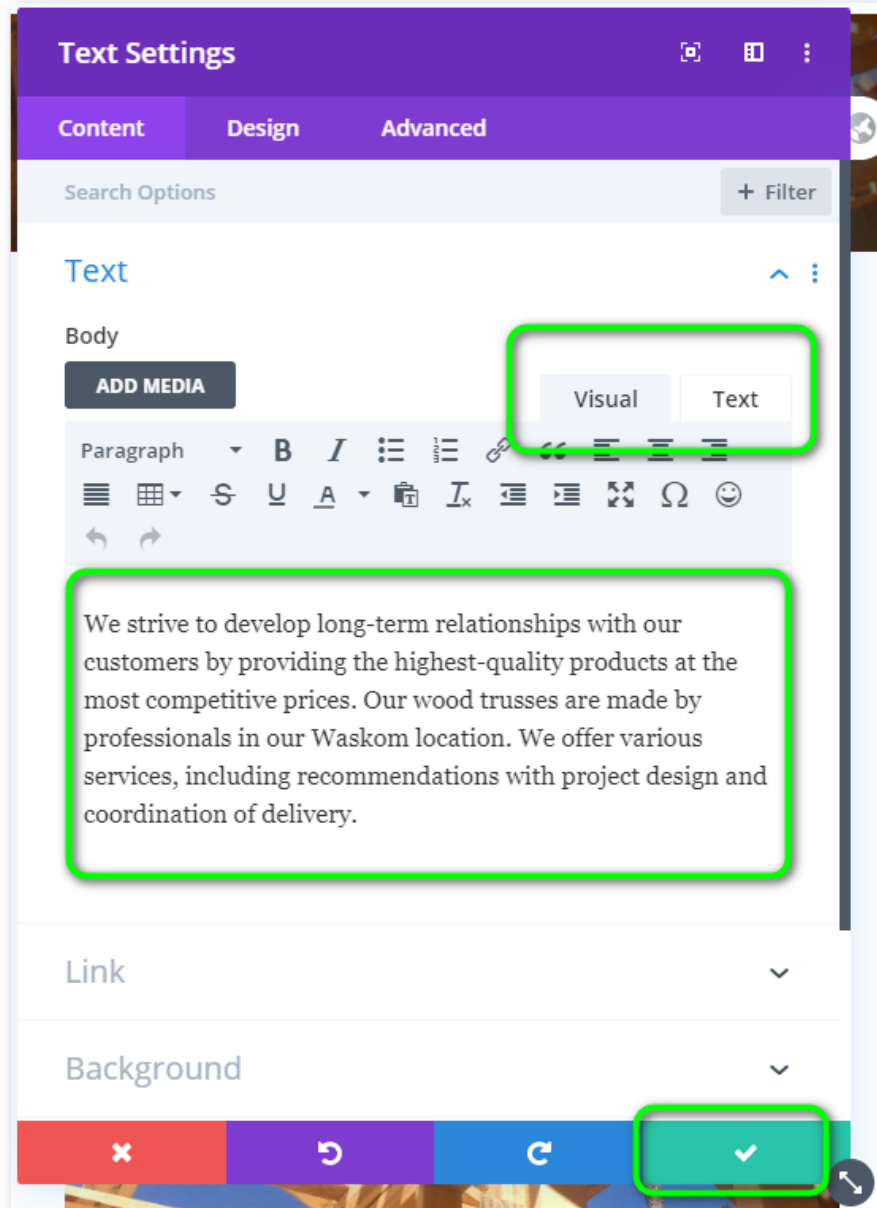 Text Settings
Content Design Advanced
Search Options + Filter
Text
Body
ADD MEDIA
Visual Text
Paragraph
We strive to develop long-term relationships with our
customers by providing the highest-quality products at the
most competitive prices. Our wood trusses are made by
professionals in our Waskom location. We offer various
services, including recommendations with project design and
coordination of delivery.
Link
Background